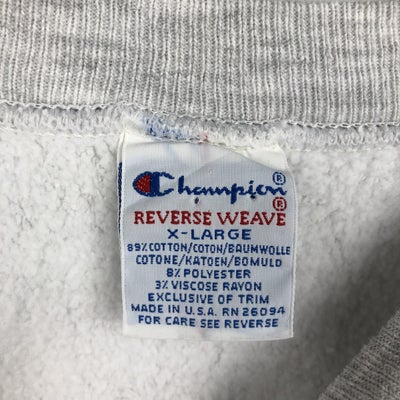 Champion®
®
REVERSE WEAVE
X-LARGE
89% COTTON/COTON/BAUMWOLLE
COTONE/KATOEN/BOMULD
8% POLYESTER
3% VISCOSE RAYON
EXCLUSIVE OF TRIM
MADE IN U.S.A. RN 26094
FOR CARE SEE REVERSE